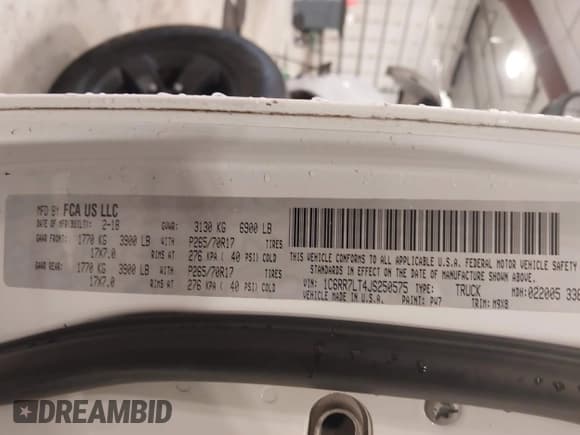 MFD BY FCA US LLC
DATE OF MFR(BUILT): 2-18 GVWR: 3130 KG 6900 LB
GAWR FRONT: 1770 KG 3900 LB WITH P265/70R17 TIRES
17X7.0 RIMS AT 276 KPA ( 40 PSI) COLD
GAWR REAR: 1770 KG 3900 LB WITH P265/70R17 TIRES
17X7.0 RIMS AT 276 KPA ( 40 PSI) COLD
THIS VEHICLE CONFORMS TO ALL APPLICABLE U.S.A. FEDERAL MOTOR VEHICLE SAFETY
STANDARDS IN EFFECT ON THE DATE OF MANUFACTURE SHOWN ABOVE.
VIN: 1C6RR7LT4JS250575 TYPE: TRUCK MDH: 022005 338
VEHICLE MADE IN U.S.A. PAINT: PW7 TRIM: M9X8
DREAMBID